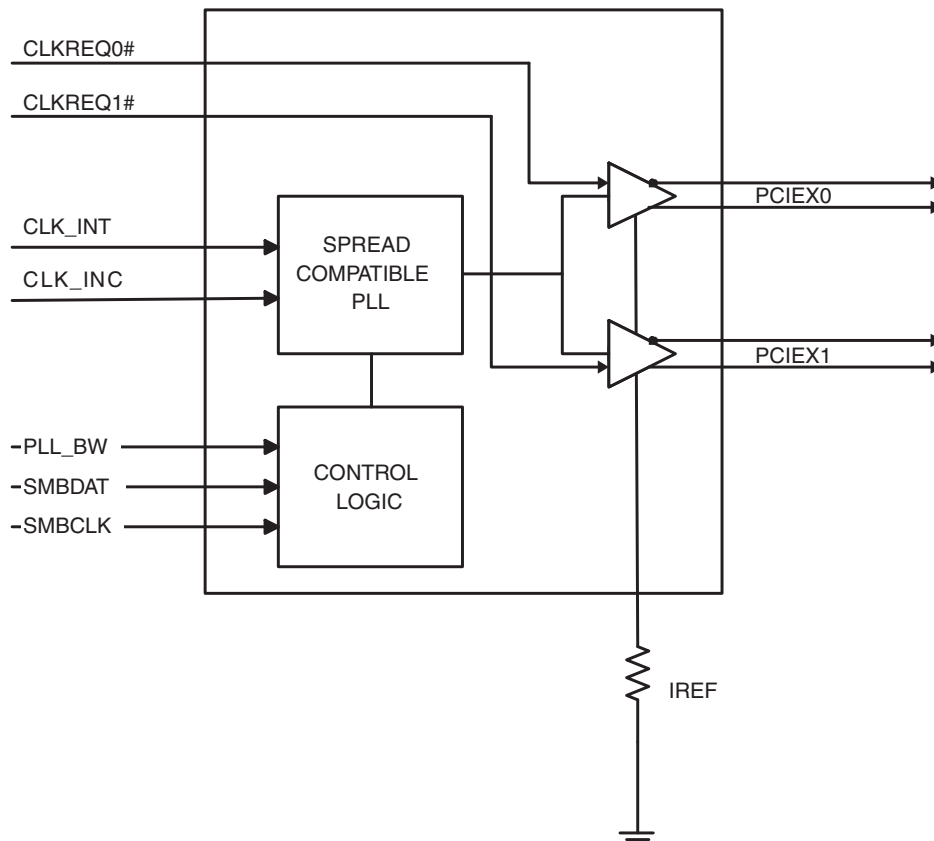 CLKREQ0#
CLKREQ1#
PCIEX0
CLK_INT
CLK_INC
SPREAD
COMPATIBLE
PLL
PCIEX1
PLL_BW
SMBDAT
SMBCLK
CONTROL
LOGIC
IREF